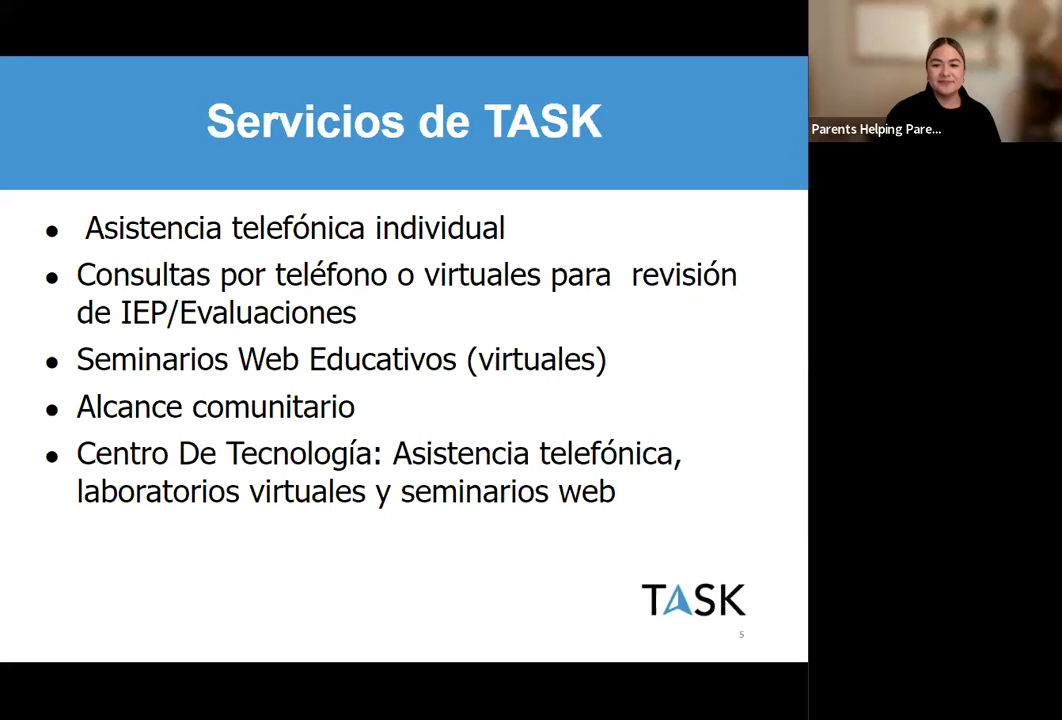 Servicios de TASK
● Asistencia telefónica individual
● Consultas por teléfono o virtuales para revisión
de IEP/Evaluaciones
● Seminarios Web Educativos (virtuales)
● Alcance comunitario
● Centro De Tecnología: Asistencia telefónica,
laboratorios virtuales y seminarios web
TASK
5
Parents Helping Pare...